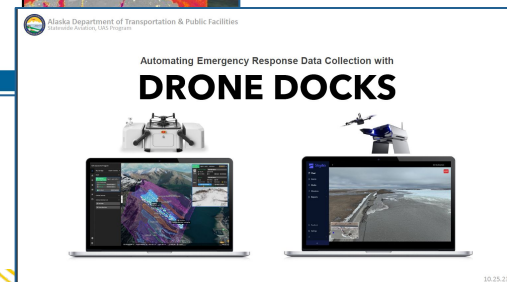 Alaska Department of Transportation & Public Facilities
Statewide Aviation, UAS Program
Automating Emergency Response Data Collection with
DRONE DOCKS